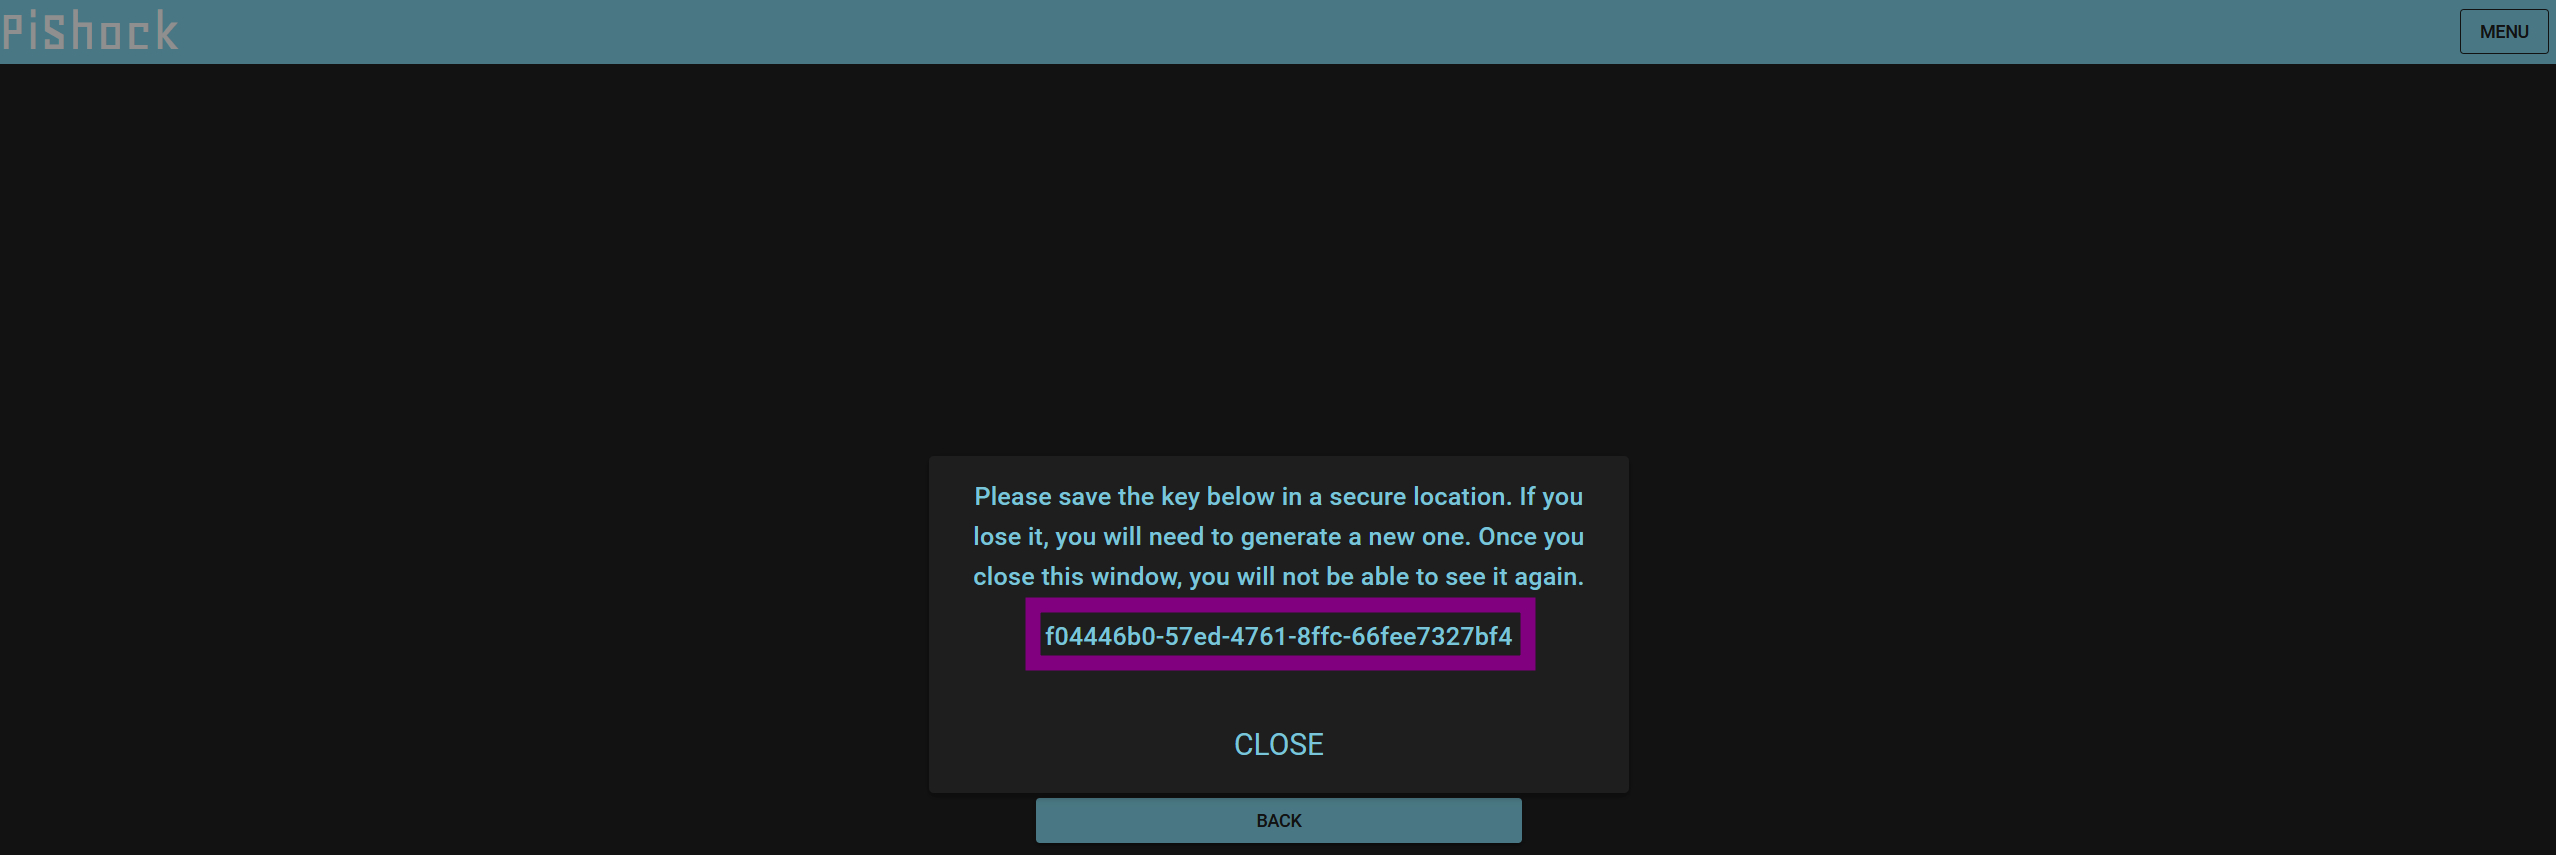 PiShock
MENU
Please save the key below in a secure location. If you
lose it, you will need to generate a new one. Once you
close this window, you will not be able to see it again.
f04446b0-57ed-4761-8ffc-66fee7327bf4
CLOSE
BACK